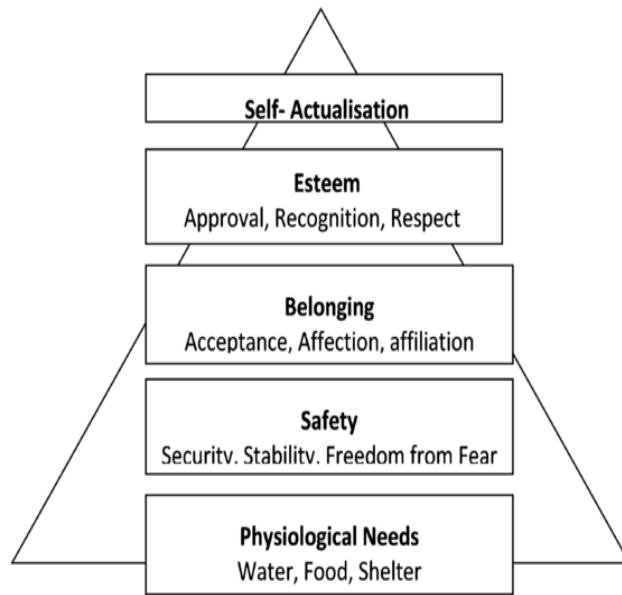 Self- Actualisation
Esteem
Approval, Recognition, Respect
Belonging
Acceptance, Affection, affiliation
Safety
Security, Stability, Freedom from Fear
Physiological Needs
Water, Food, Shelter